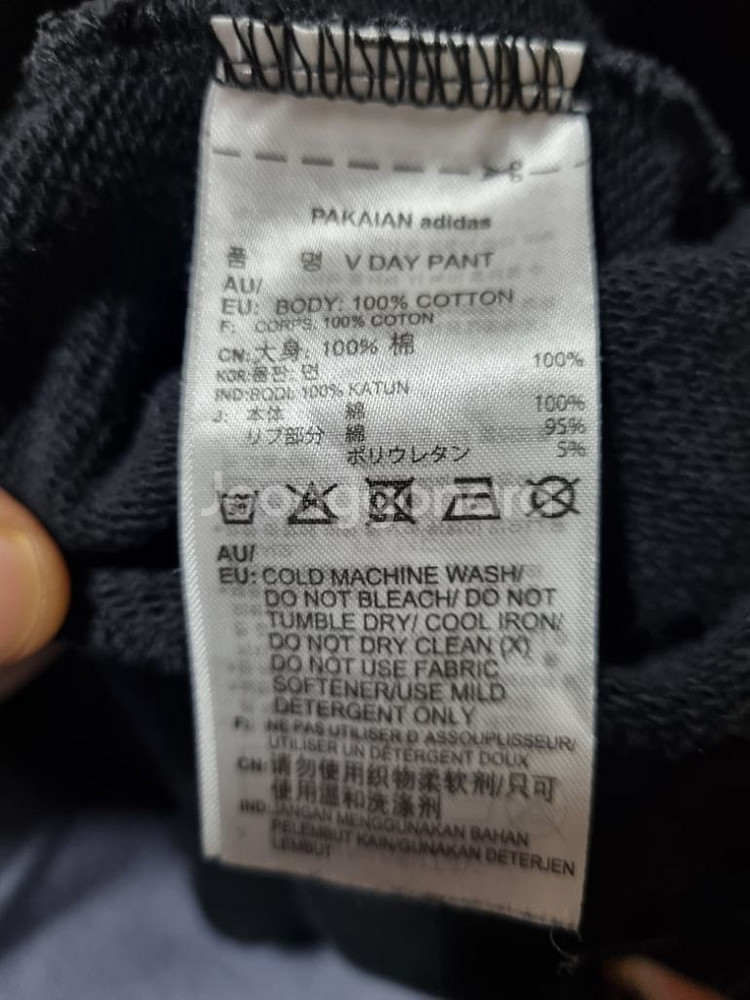 PAKAIAN adidas
품 명 V DAY PANT
AU/
EU: BODY: 100% COTTON
F: CORPS: 100% COTON
CN: 大身: 100% 棉
KOR: 품판 명 100%
IND: BODI: 100% KATUN
J: 本体 綿 100%
リブ部分 綿 95%
ポリウレタン 5%
Joonggonara
AU/
EU: COLD MACHINE WASH/
DO NOT BLEACH/ DO NOT
TUMBLE DRY/ COOL IRON/
DO NOT DRY CLEAN (X)
DO NOT USE FABRIC
SOFTENER/USE MILD
DETERGENT ONLY
F: NE PAS UTILISER D'ASSOUPLISSEUR/
UTILISER UN DÉTERGENT DOUX
CN: 请勿使用织物柔软剂/只可
使用温和洗涤剂
IND: JANGAN MENGGUNAKAN BAHAN
PELEMBUT KAIN/GUNAKAN DETERJEN
LEMBUT